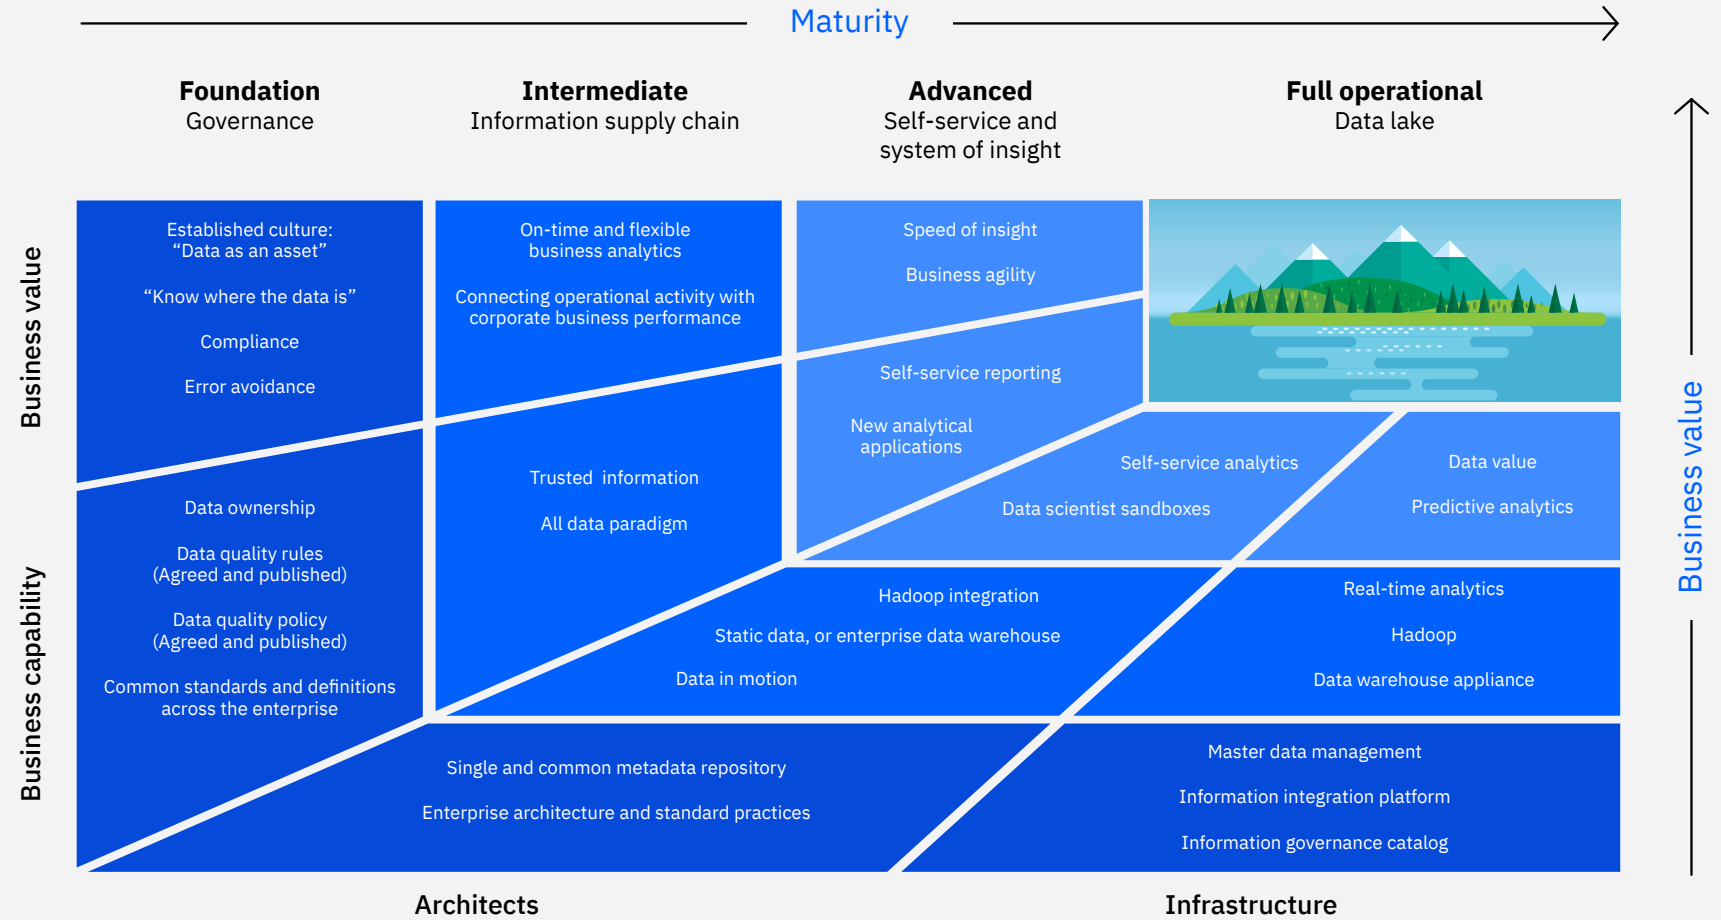 Maturity
Foundation
Governance
Intermediate
Information supply chain
Advanced
Self-service and
system of insight
Full operational
Data lake
Business value
Established culture:
“Data as an asset”
“Know where the data is”
Compliance
Error avoidance
On-time and flexible
business analytics
Connecting operational activity with
corporate business performance
Speed of insight
Business agility
Business capability
Data ownership
Data quality rules
(Agreed and published)
Data quality policy
(Agreed and published)
Common standards and definitions
across the enterprise
Trusted  information
All data paradigm
Self-service reporting
New analytical
applications
Self-service analytics
Data scientist sandboxes
Data value
Predictive analytics
Hadoop integration
Static data, or enterprise data warehouse
Data in motion
Real-time analytics
Hadoop
Data warehouse appliance
Single and common metadata repository
Enterprise architecture and standard practices
Master data management
Information integration platform
Information governance catalog
Architects
Infrastructure
Business value